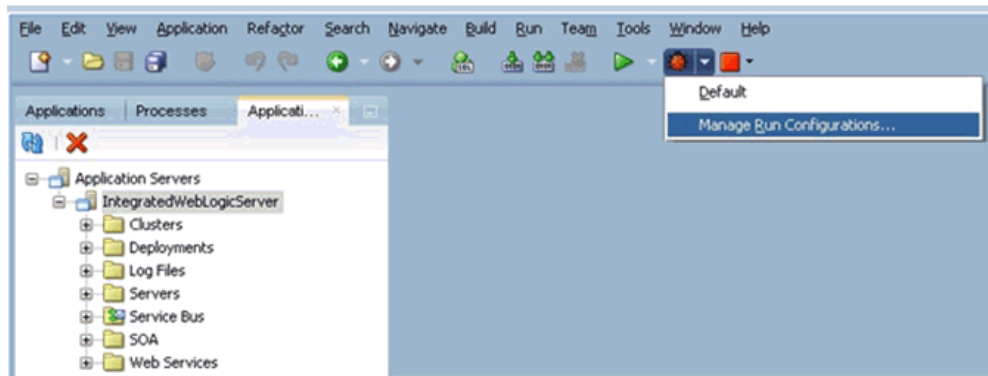 File Edit View Application Refactor Search Navigate Build Run Team Tools Window Help
Default
Manage Run Configurations...
Applications Processes Applicati...
Application Servers
IntegratedWebLogicServer
Clusters
Deployments
Log Files
Servers
Service Bus
SOA
Web Services